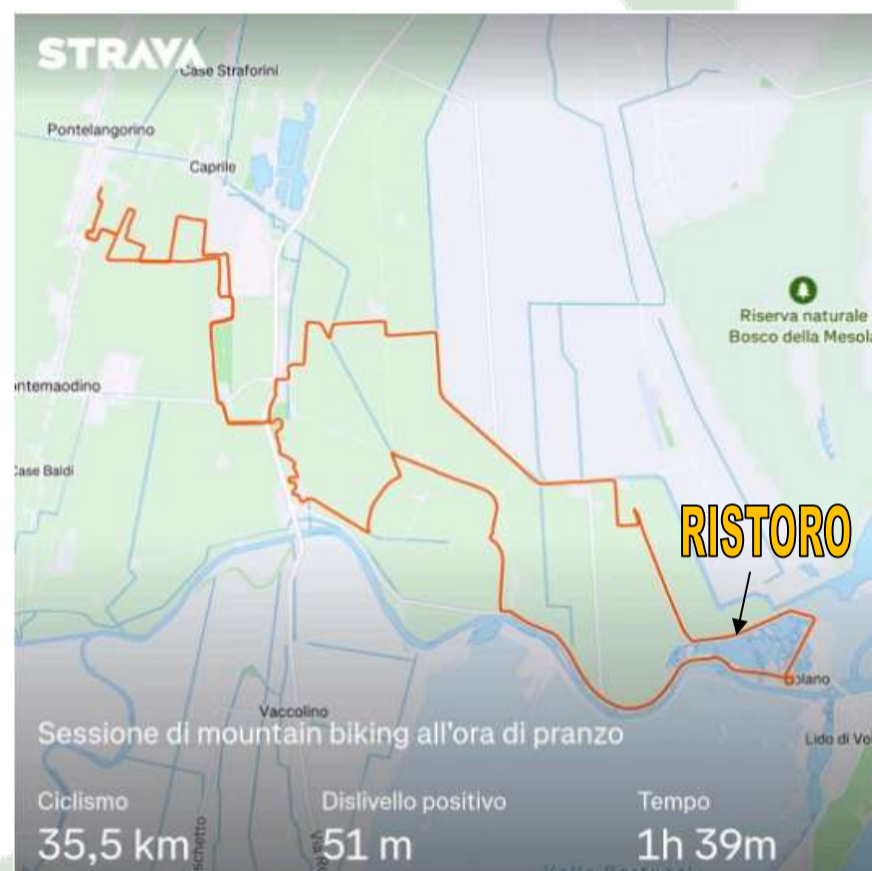 STRAVA
Case Straforini
Pontelangorino
Caprile
Riserva naturale
Bosco della Mesola
ntemaodino
Case Baldi
RISTORO
olano
Vaccolino
Lido di Vo
Sessione di mountain biking all'ora di pranzo
Ciclismo
Dislivello positivo
Tempo
35,5 km
51 m
1h 39m